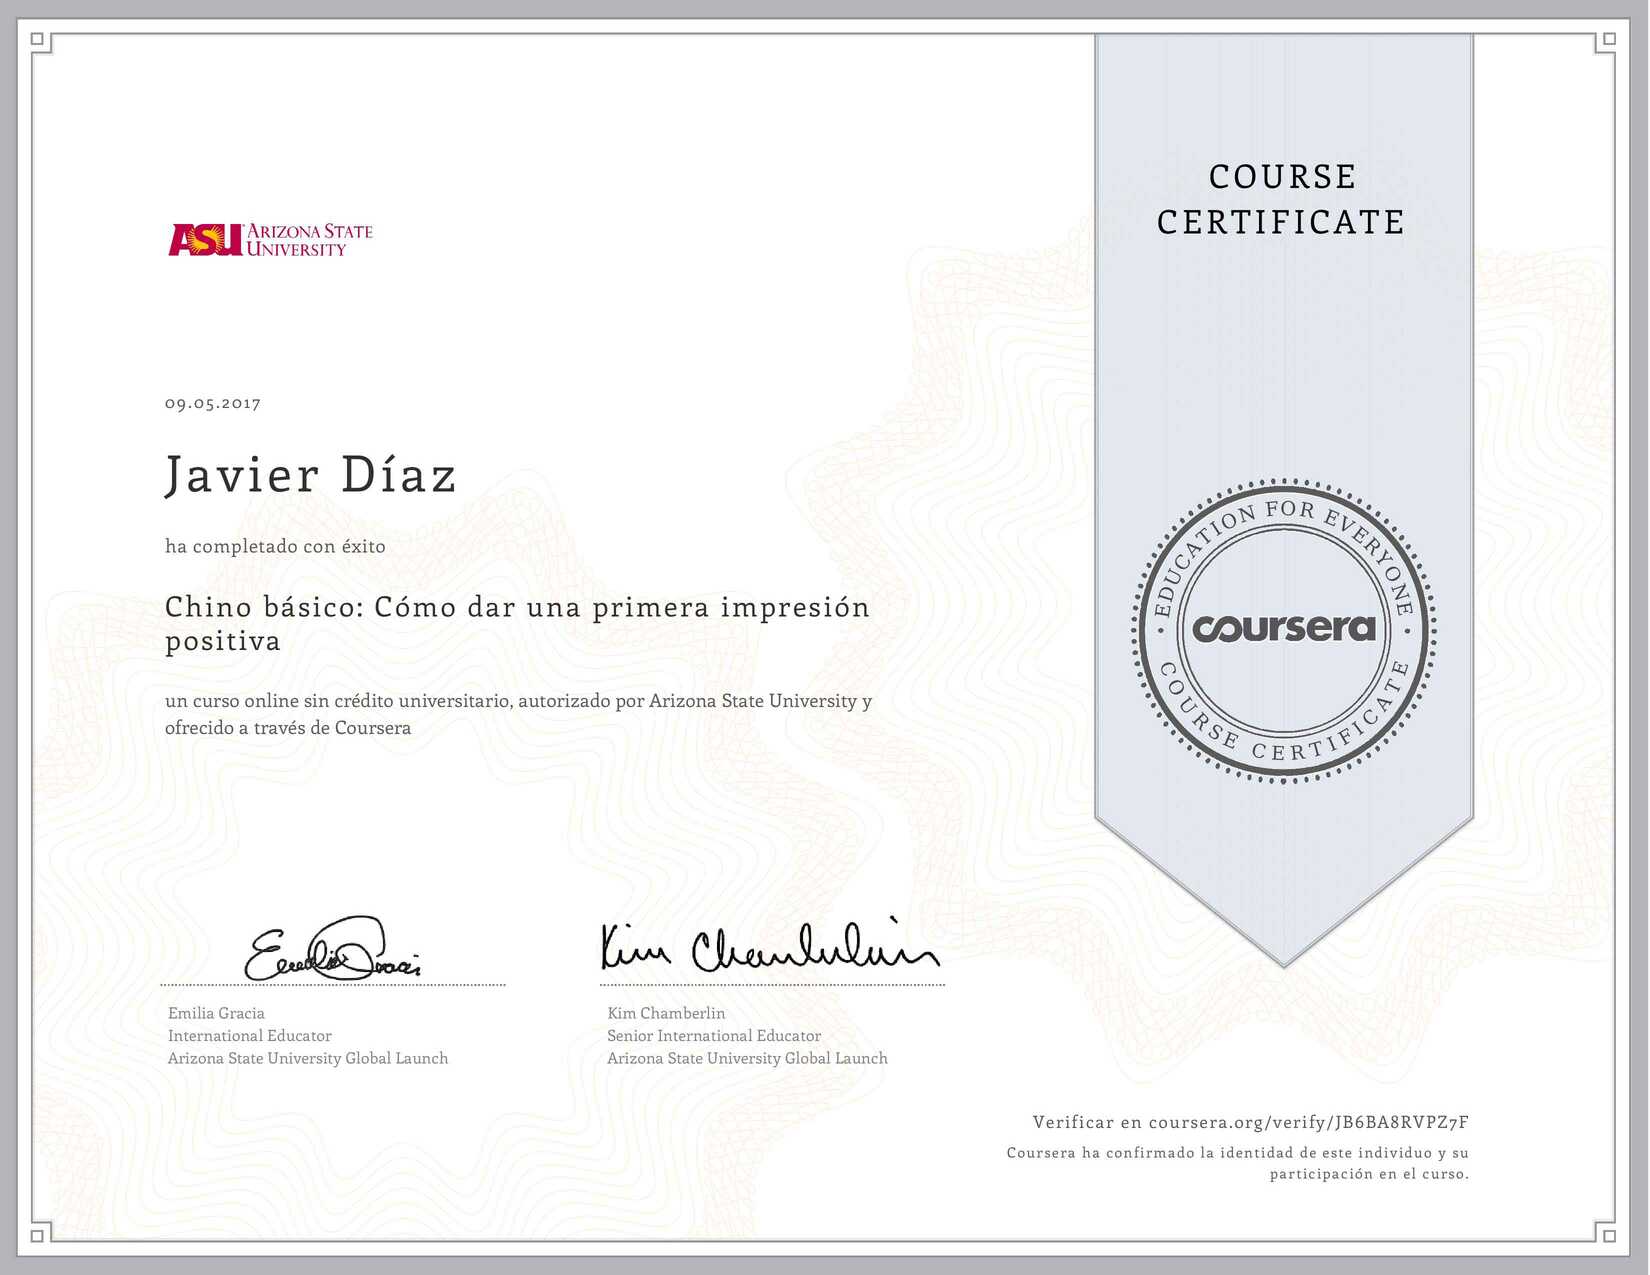 COURSE
CERTIFICATE
ASU ARIZONA STATE
UNIVERSITY
09.05.2017
Javier Díaz
ha completado con éxito
Chino básico: Cómo dar una primera impresión
positiva
un curso online sin crédito universitario, autorizado por Arizona State University y
ofrecido a través de Coursera
EDUCATION FOR EVERYONE
coursera
COURSE CERTIFICATE
Emilia Gracia
Kim Chamberlin
Emilia Gracia
International Educator
Arizona State University Global Launch
Kim Chamberlin
Senior International Educator
Arizona State University Global Launch
Verificar en coursera.org/verify/JB6BA8RVPZ7F
Coursera ha confirmado la identidad de este individuo y su
participación en el curso.